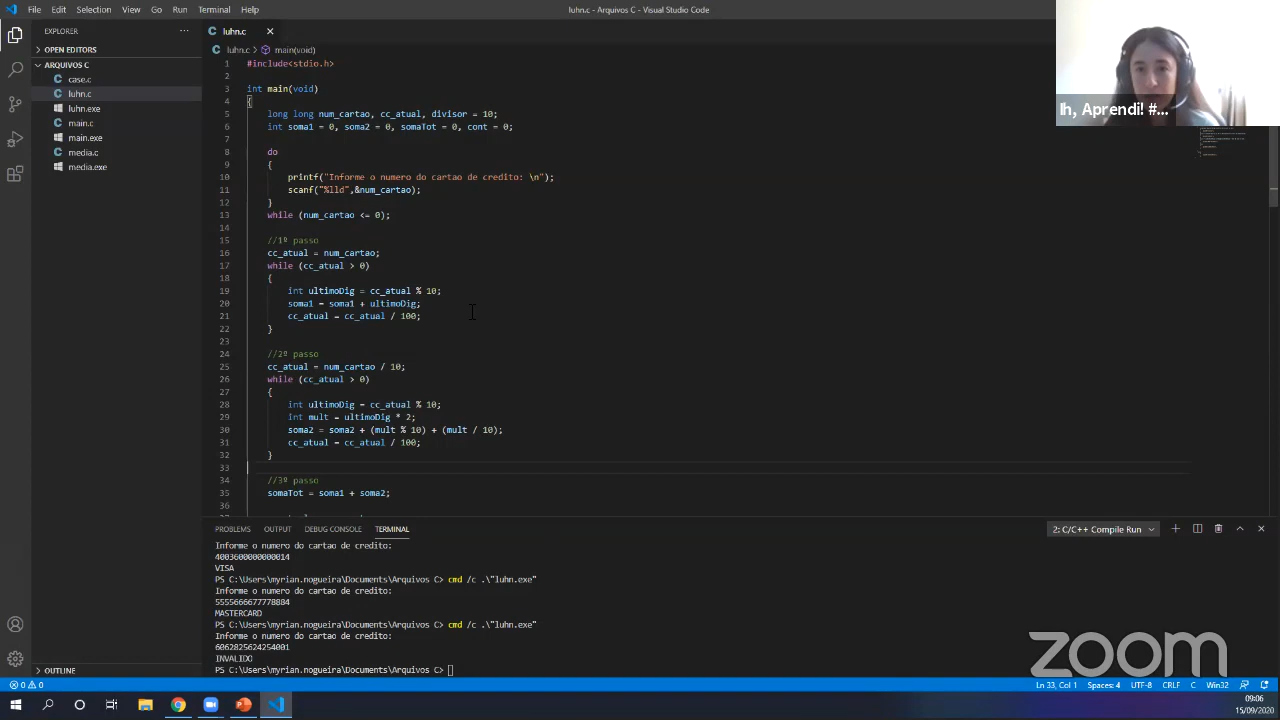 File Edit Selection View Go Run Terminal Help
luhn.c - Arquivos C - Visual Studio Code
EXPLORER
OPEN EDITORS
ARQUIVOS C
case.c
luhn.c
luhn.exe
main.c
main.exe
media.c
media.exe
OUTLINE
luhn.c
luhn.c > main(void)
1 #include<stdio.h>
2
3 int main(void)
4 {
5 long long num_cartao, cc_atual, divisor = 10;
6 int soma1 = 0, soma2 = 0, somaTot = 0, cont = 0;
7
8 do
9 {
10 printf("Informe o numero do cartao de credito: \n");
11 scanf("%lld",&num_cartao);
12 }
13 while (num_cartao <= 0);
14
15 //1º passo
16 cc_atual = num_cartao;
17 while (cc_atual > 0)
18 {
19 int ultimoDig = cc_atual % 10;
20 soma1 = soma1 + ultimoDig;
21 cc_atual = cc_atual / 100;
22 }
23
24 //2º passo
25 cc_atual = num_cartao / 10;
26 while (cc_atual > 0)
27 {
28 int ultimoDig = cc_atual % 10;
29 int mult = ultimoDig * 2;
30 soma2 = soma2 + (mult % 10) + (mult / 10);
31 cc_atual = cc_atual / 100;
32 }
33
34 //3º passo
35 somaTot = soma1 + soma2;
36
Ih, Aprendi! #...
PROBLEMS OUTPUT DEBUG CONSOLE TERMINAL
2: C/C++ Compile Run
Informe o numero do cartao de credito:
4003600000000014
VISA
PS C:\Users\myrian.nogueira\Documents\Arquivos C> cmd /c .\"luhn.exe"
Informe o numero do cartao de credito:
5555666677778884
MASTERCARD
PS C:\Users\myrian.nogueira\Documents\Arquivos C> cmd /c .\"luhn.exe"
Informe o numero do cartao de credito:
6062825624254001
INVALIDO
PS C:\Users\myrian.nogueira\Documents\Arquivos C>
zoom
0 0
Ln 33, Col 1 Spaces: 4 UTF-8 CRLF C Win32
09:06
15/09/2020